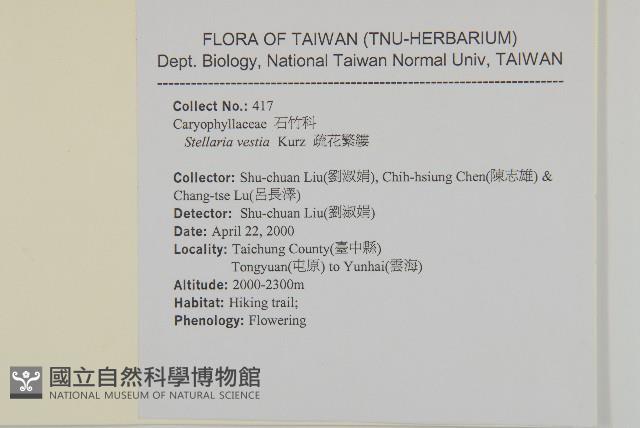 FLORA OF TAIWAN (TNU-HERBARIUM)
Dept. Biology, National Taiwan Normal Univ, TAIWAN
Collect No.: 417
Caryophyllaceae 石竹科
Stellaria vestia Kurz 疏花繁縷
Collector: Shu-chuan Liu(劉淑娟), Chih-hsiung Chen(陳志雄) &
Chang-tse Lu(呂長澤)
Detector: Shu-chuan Liu(劉淑娟)
Date: April 22, 2000
Locality: Taichung County(臺中縣)
Tongyuan(屯原) to Yunhai(雲海)
Altitude: 2000-2300m
Habitat: Hiking trail;
Phenology: Flowering
國立自然科學博物館
NATIONAL MUSEUM OF NATURAL SCIENCE